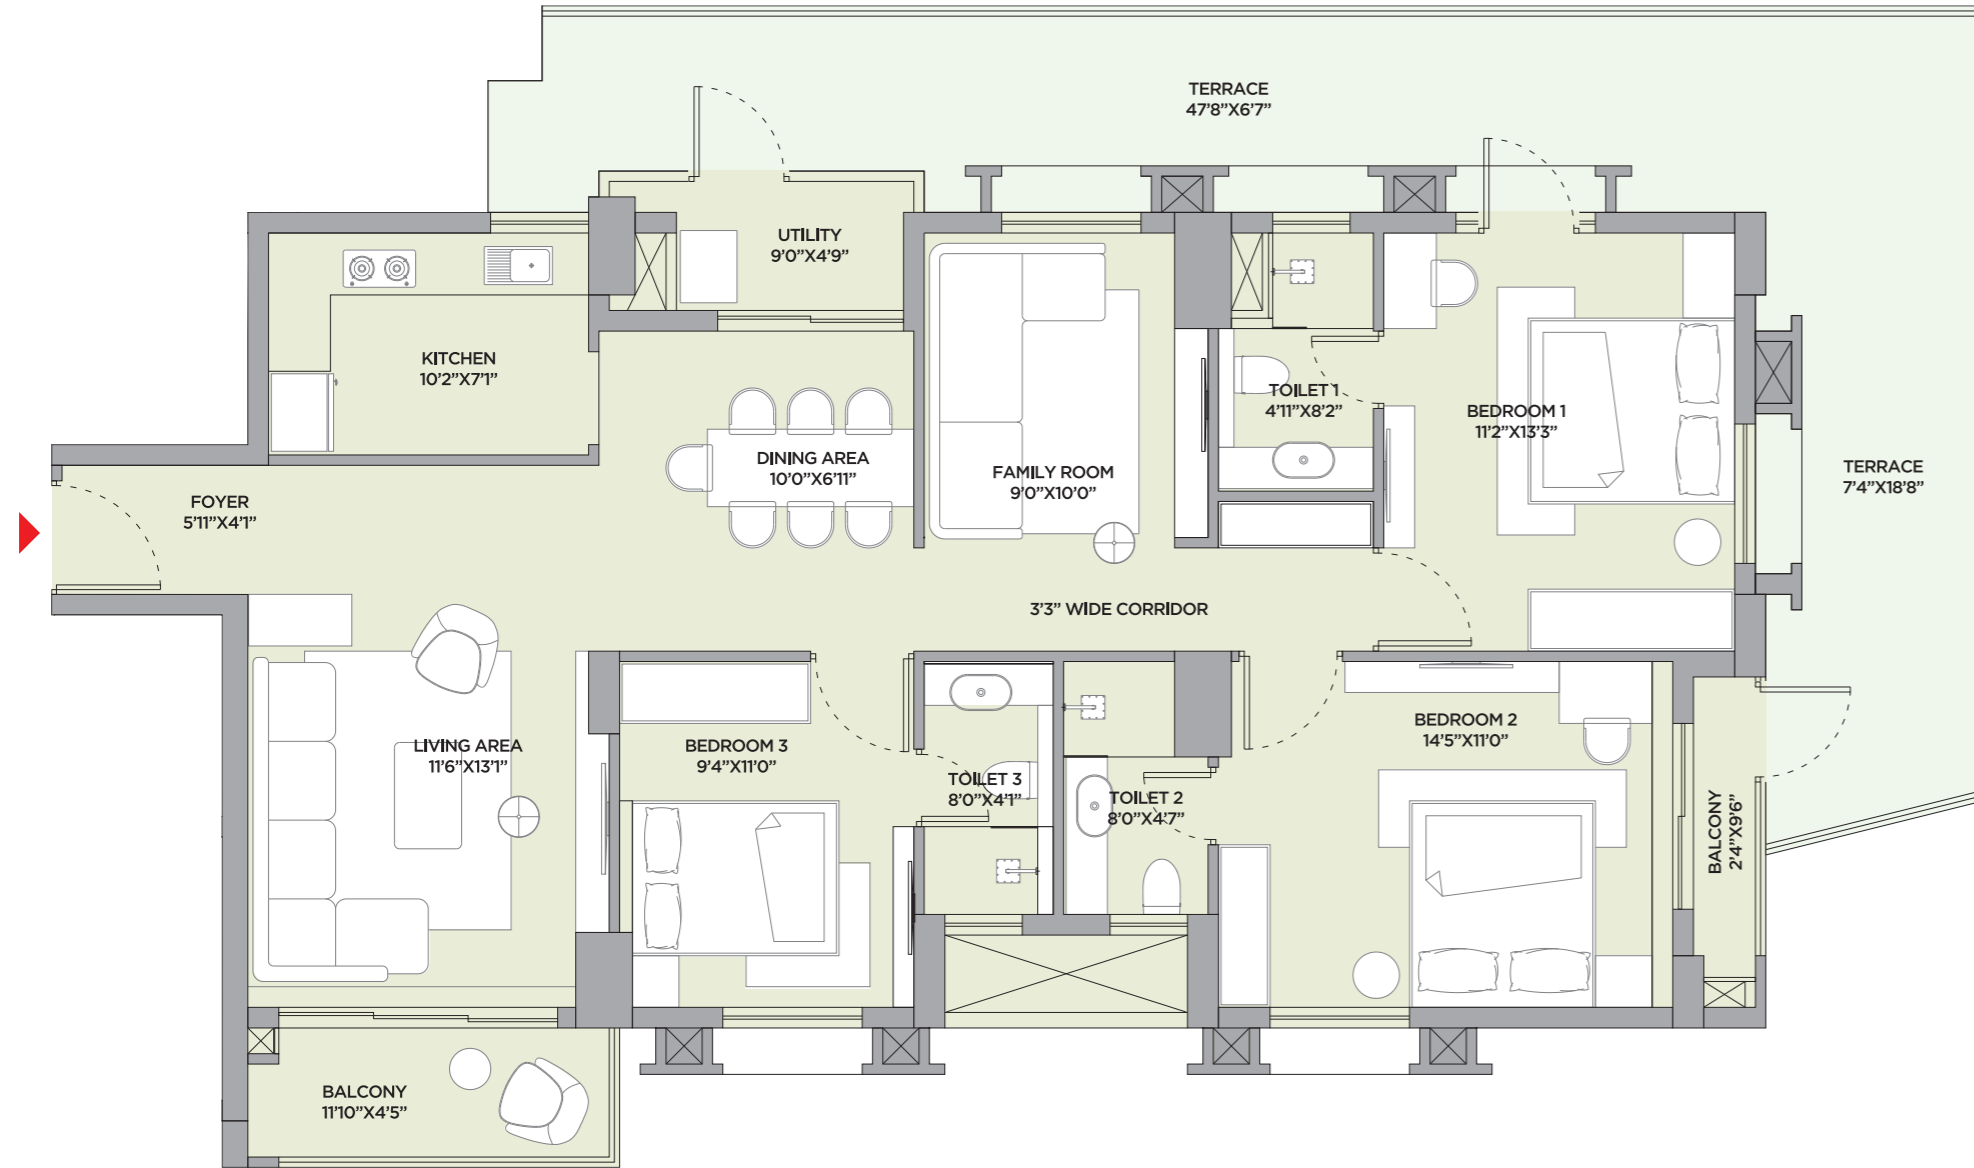 TERRACE
47'8"X6'7"
UTILITY
9'0"X4'9"
KITCHEN
10'2"X7'1"
TOILET 1
4'11"X8'2"
BEDROOM 1
11'2"X13'3"
DINING AREA
10'0"X6'11"
FAMILY ROOM
9'0"X10'0"
TERRACE
7'4"X18'8"
FOYER
5'11"X4'1"
3'3" WIDE CORRIDOR
LIVING AREA
11'6"X13'1"
BEDROOM 3
9'4"X11'0"
TOILET 3
8'0"X4'1"
TOILET 2
8'0"X4'7"
BEDROOM 2
14'5"X11'0"
BALCONY
2'4"X9'6"
BALCONY
11'10"X4'5"